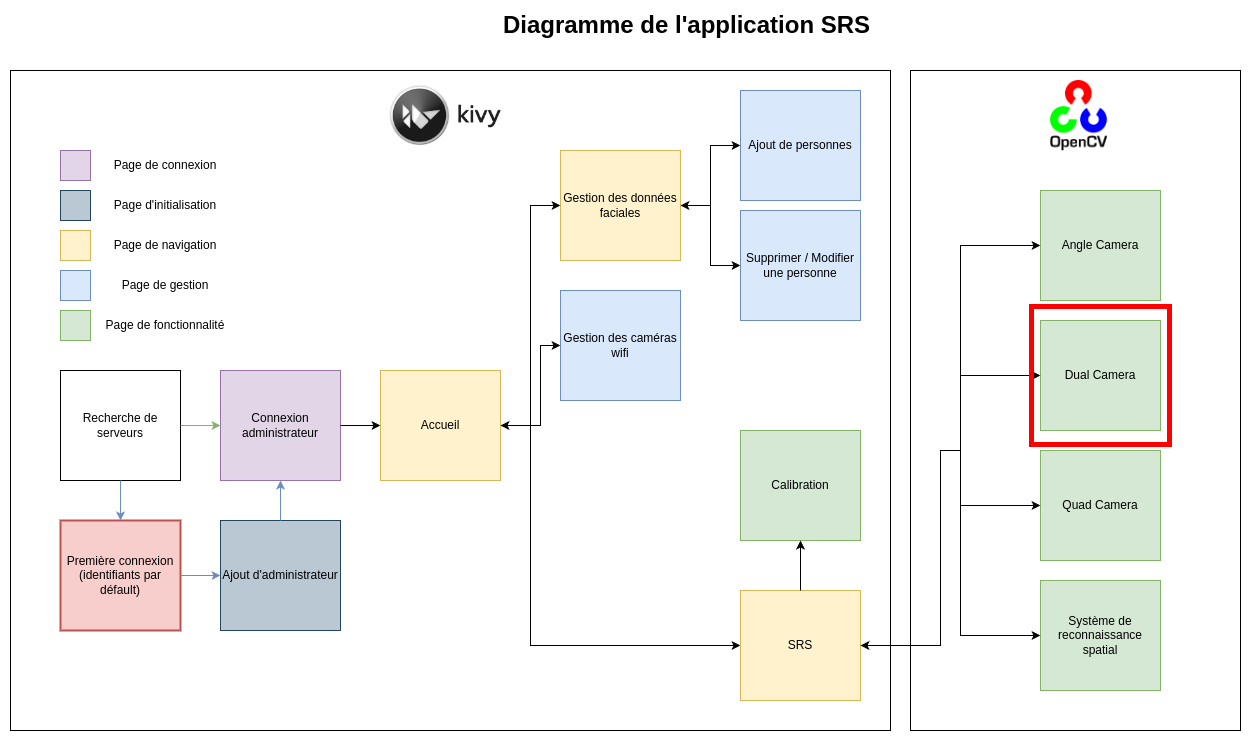 Diagramme de l'application SRS
kivy
OpenCV
Page de connexion
Page d'initialisation
Page de navigation
Page de gestion
Page de fonctionnalité
Recherche de
serveurs
Connexion
administrateur
Accueil
Première connexion
(identifiants par
défault)
Ajout d'administrateur
Gestion des données
faciales
Ajout de personnes
Supprimer / Modifier
une personne
Gestion des caméras
wifi
Calibration
SRS
Angle Camera
Dual Camera
Quad Camera
Système de
reconnaissance
spatial